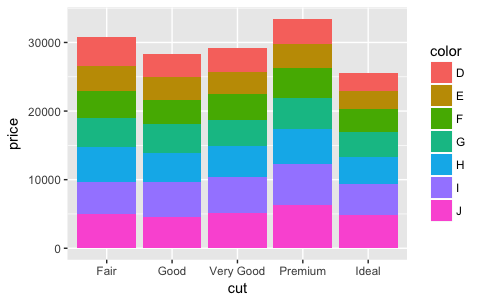 30000
20000
10000
0
price
Fair Good Very Good Premium Ideal
cut
color
D
E
F
G
H
I
J